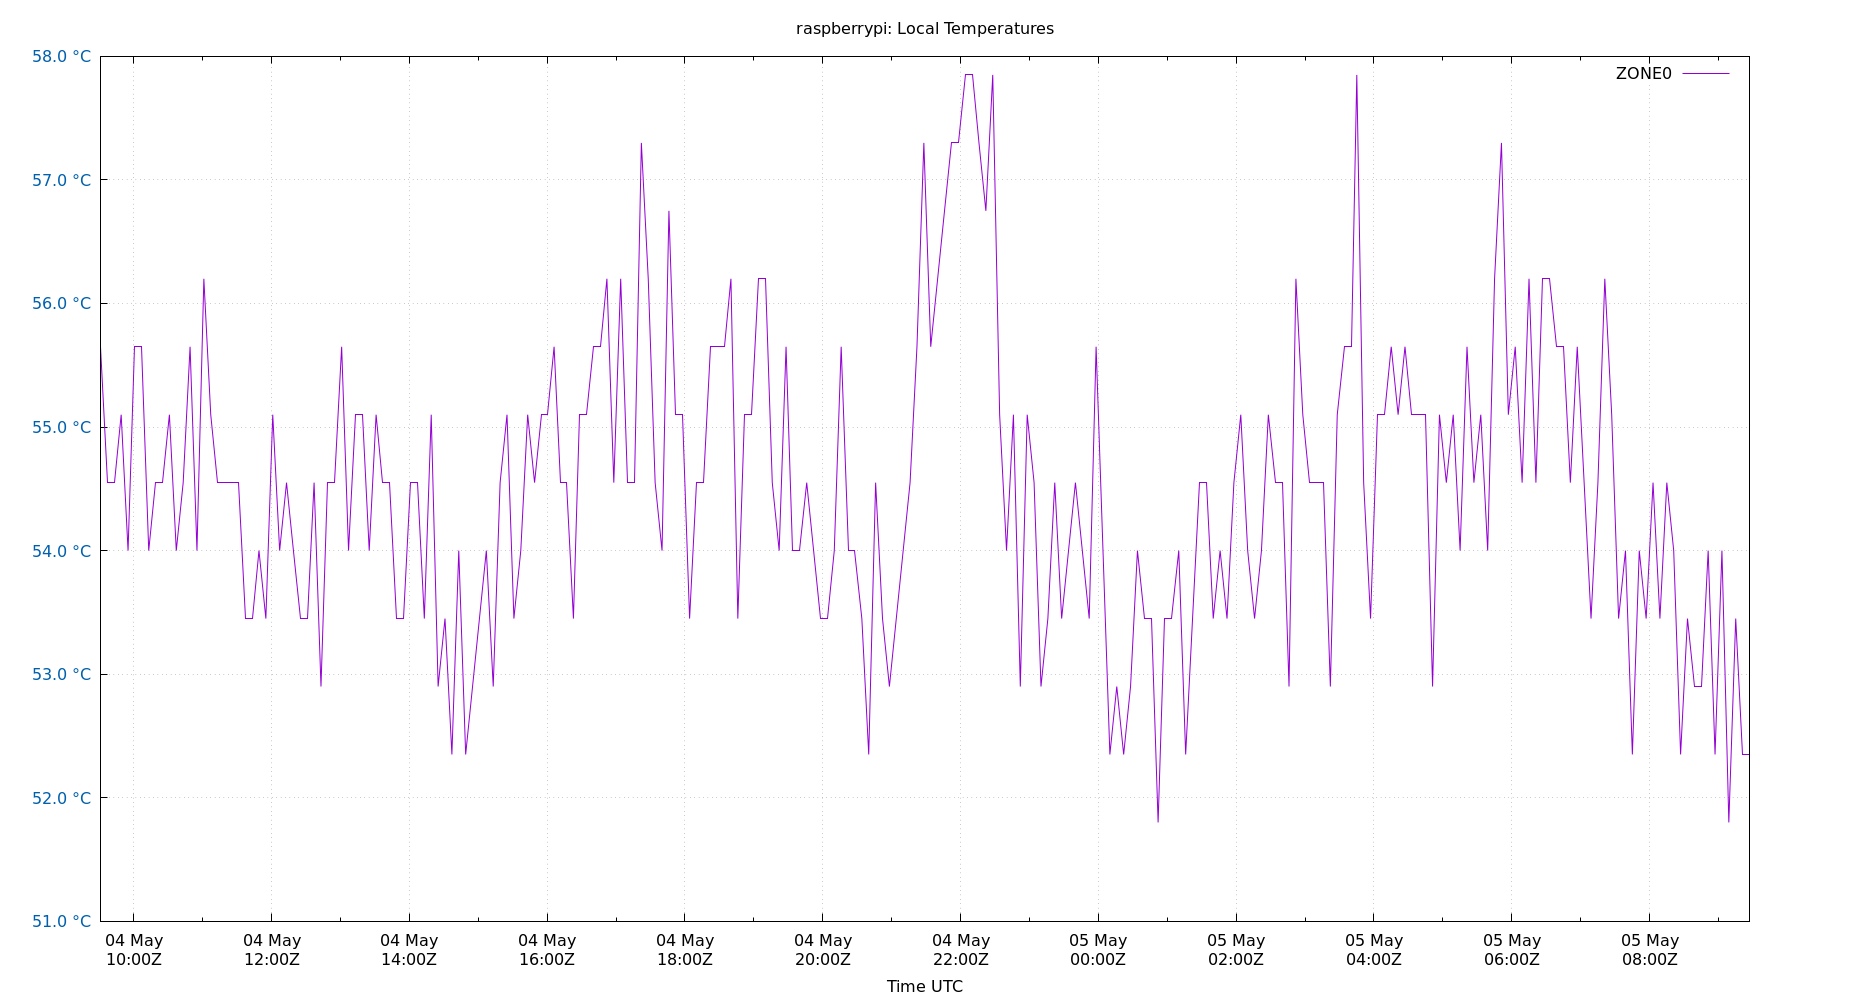 raspberrypi: Local Temperatures
58.0 °C
ZONE0
57.0 °C
56.0 °C
55.0 °C
54.0 °C
53.0 °C
52.0 °C
51.0 °C
04 May 04 May 04 May 04 May 04 May 04 May 04 May 05 May 05 May 05 May 05 May 05 May
10:00Z 12:00Z 14:00Z 16:00Z 18:00Z 20:00Z 22:00Z 00:00Z 02:00Z 04:00Z 06:00Z 08:00Z
Time UTC